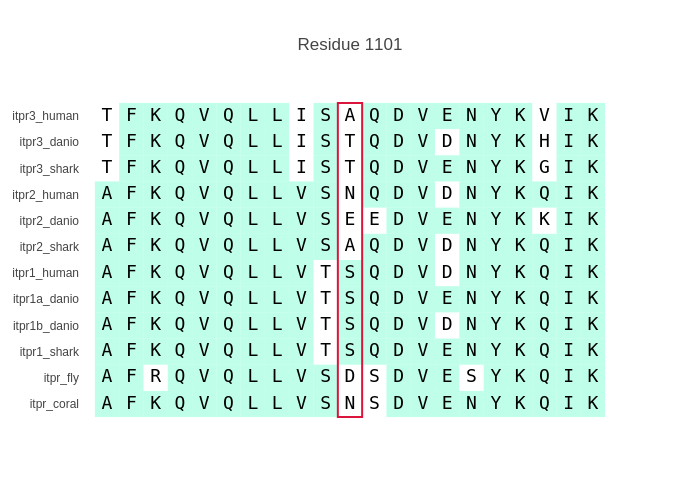 Residue 1101
itpr3_human T F K Q V Q L L I S A Q D V E N Y K V I K
itpr3_danio T F K Q V Q L L I S T Q D V D N Y K H I K
itpr3_shark T F K Q V Q L L I S T Q D V E N Y K G I K
itpr2_human A F K Q V Q L L V S N Q D V D N Y K Q I K
itpr2_danio A F K Q V Q L L V S E E D V E N Y K K I K
itpr2_shark A F K Q V Q L L V S A Q D V D N Y K Q I K
itpr1_human A F K Q V Q L L V T S Q D V D N Y K Q I K
itpr1a_danio A F K Q V Q L L V T S Q D V E N Y K Q I K
itpr1b_danio A F K Q V Q L L V T S Q D V D N Y K Q I K
itpr1_shark A F K Q V Q L L V T S Q D V E N Y K Q I K
itpr_fly A F R Q V Q L L V S D S D V E S Y K Q I K
itpr_coral A F K Q V Q L L V S N S D V E N Y K Q I K